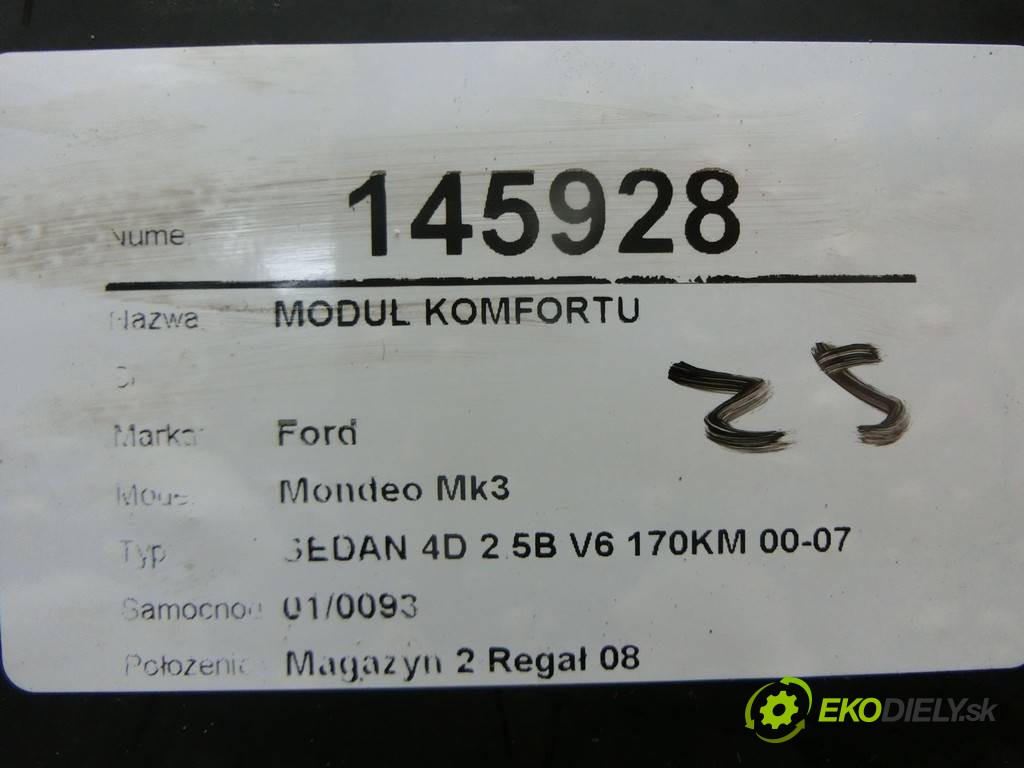 Nume 145928
Nazwa MODUŁ KOMFORTU
Marka Ford
Mondeo Mk3
Typ SEDAN 4D 2.5B V6 170KM 00-07
Samochod 01/0093
Położenie Magazyn 2 Regał 08
EKODIELY.sk